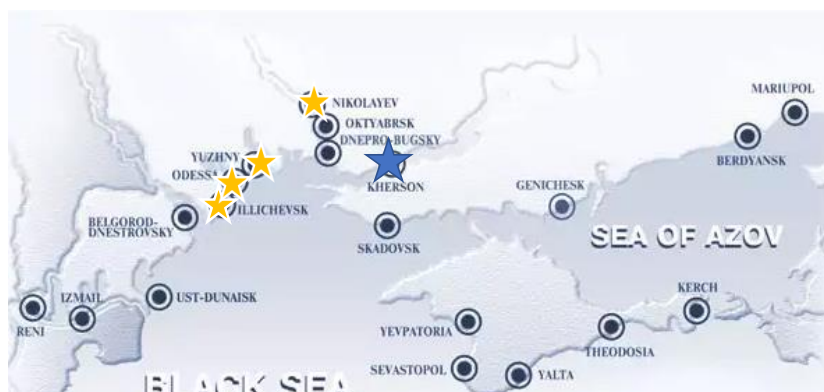 MARIUPOL
NIKOLAYEV
OKTYABRSK
DNEPRO-BUGSKY
BERDYANSK
YUZHNY
ODESSA
KHERSON
GENICHESK
ILLICHEVSK
BELGOROD-
DNESTROVSKY
SKADOVSK
SEA OF AZOV
KERCH
IZMAIL
UST-DUNAISK
RENI
YEVPATORIA
THEODOSIA
SEVASTOPOL
YALTA
BLACK SEA